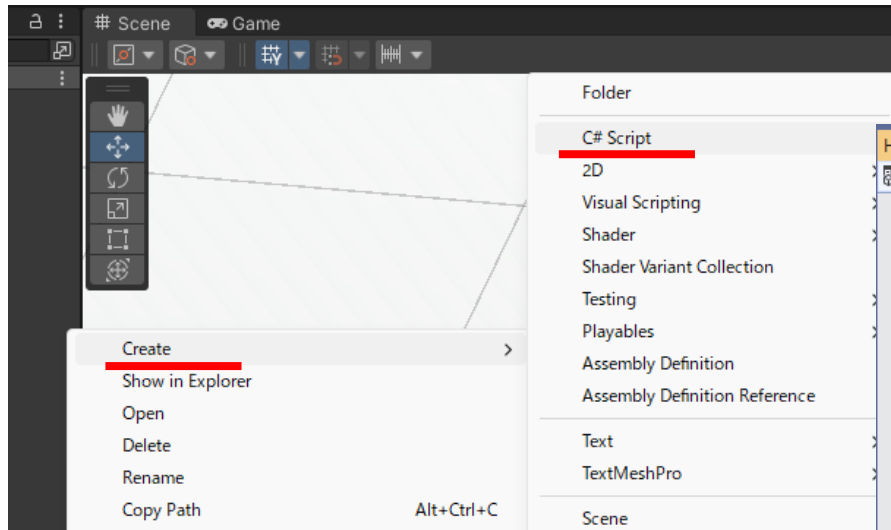 Scene
Game
Folder
C# Script
2D
Visual Scripting
Shader
Shader Variant Collection
Testing
Playables
Assembly Definition
Assembly Definition Reference
Text
TextMeshPro
Scene
Create
Show in Explorer
Open
Delete
Rename
Copy Path Alt+Ctrl+C